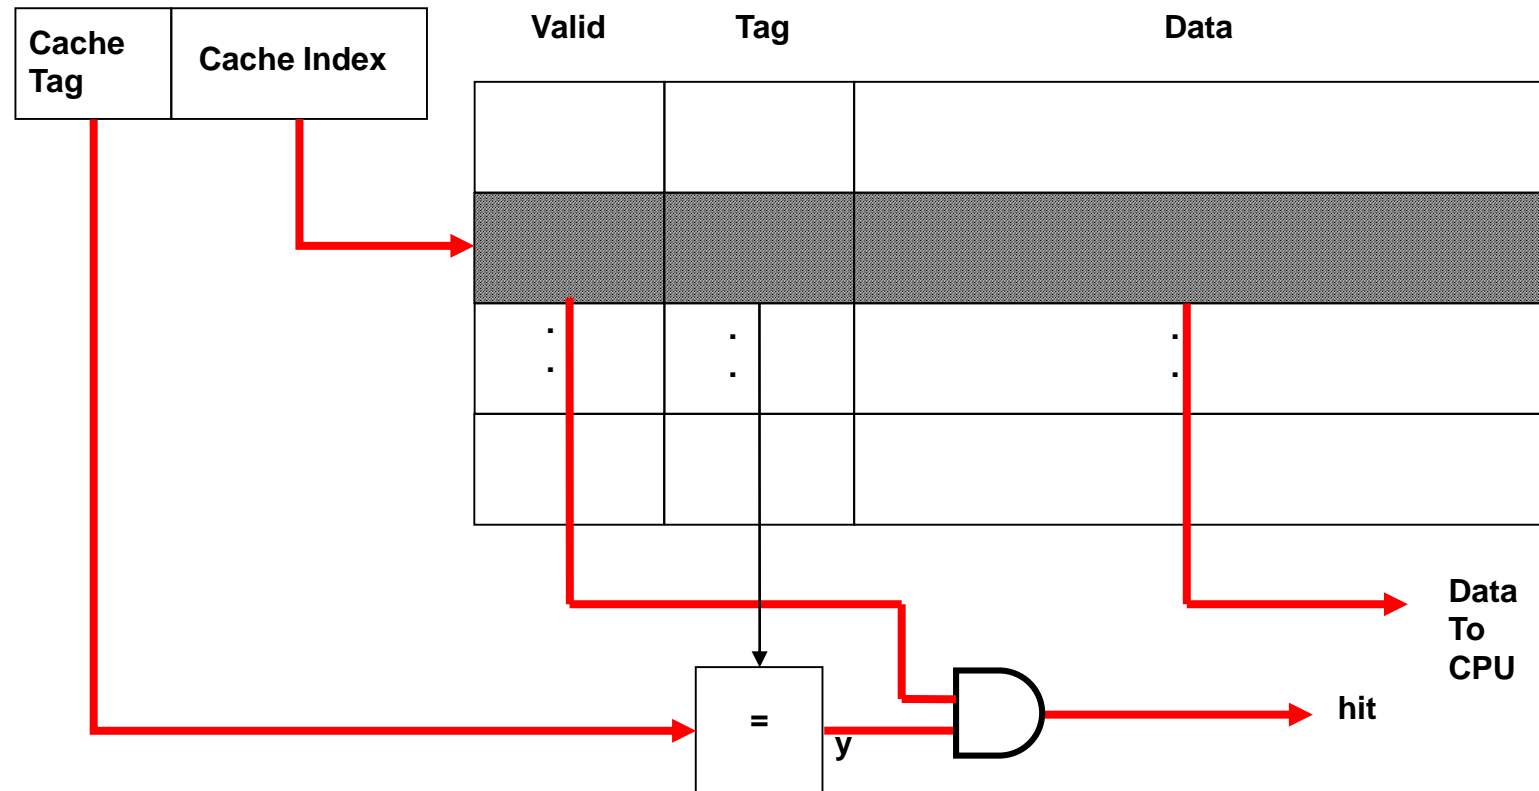 Cache
Tag
Cache Index
Valid
Tag
Data
.
.
.
.
.
.
Data
To
CPU
=
y
hit